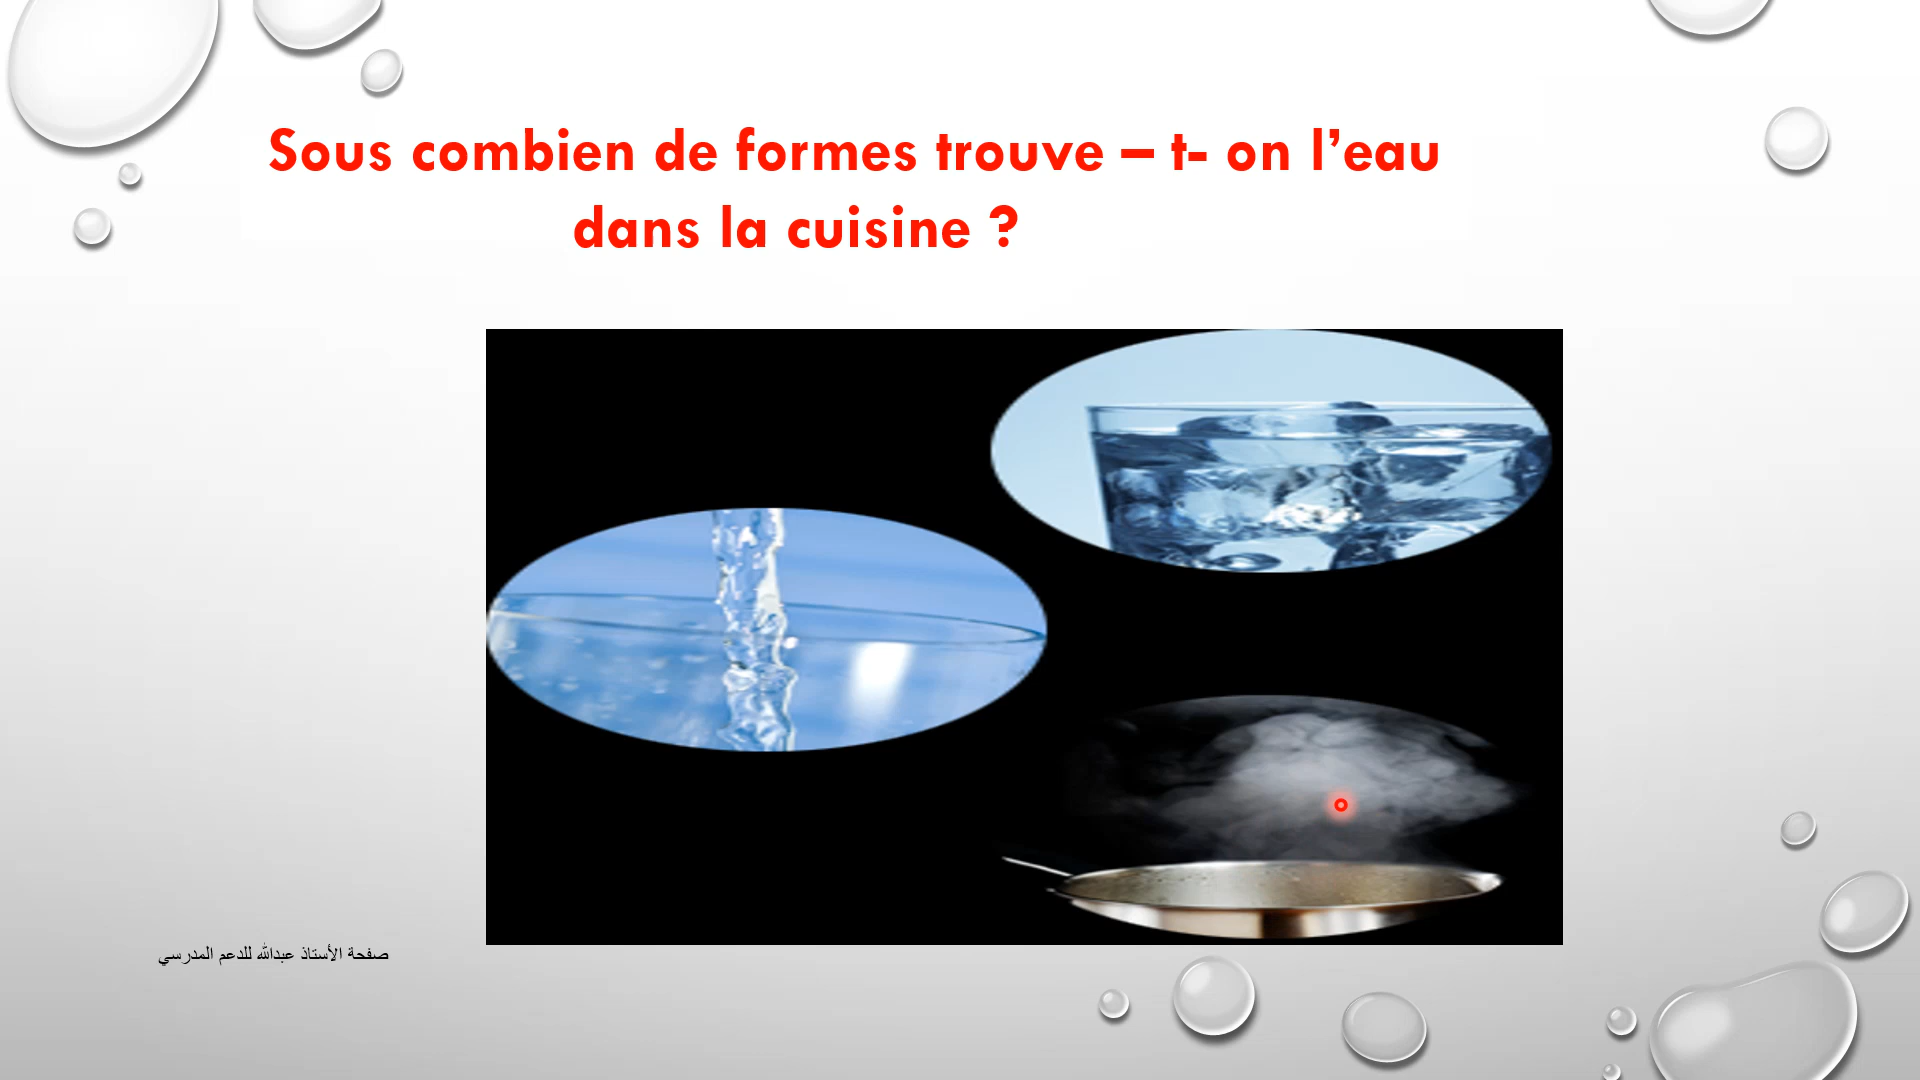 Sous combien de formes trouve – t- on l’eau
dans la cuisine ?
صفحة الأستاذ عبدالله للدعم المدرسي